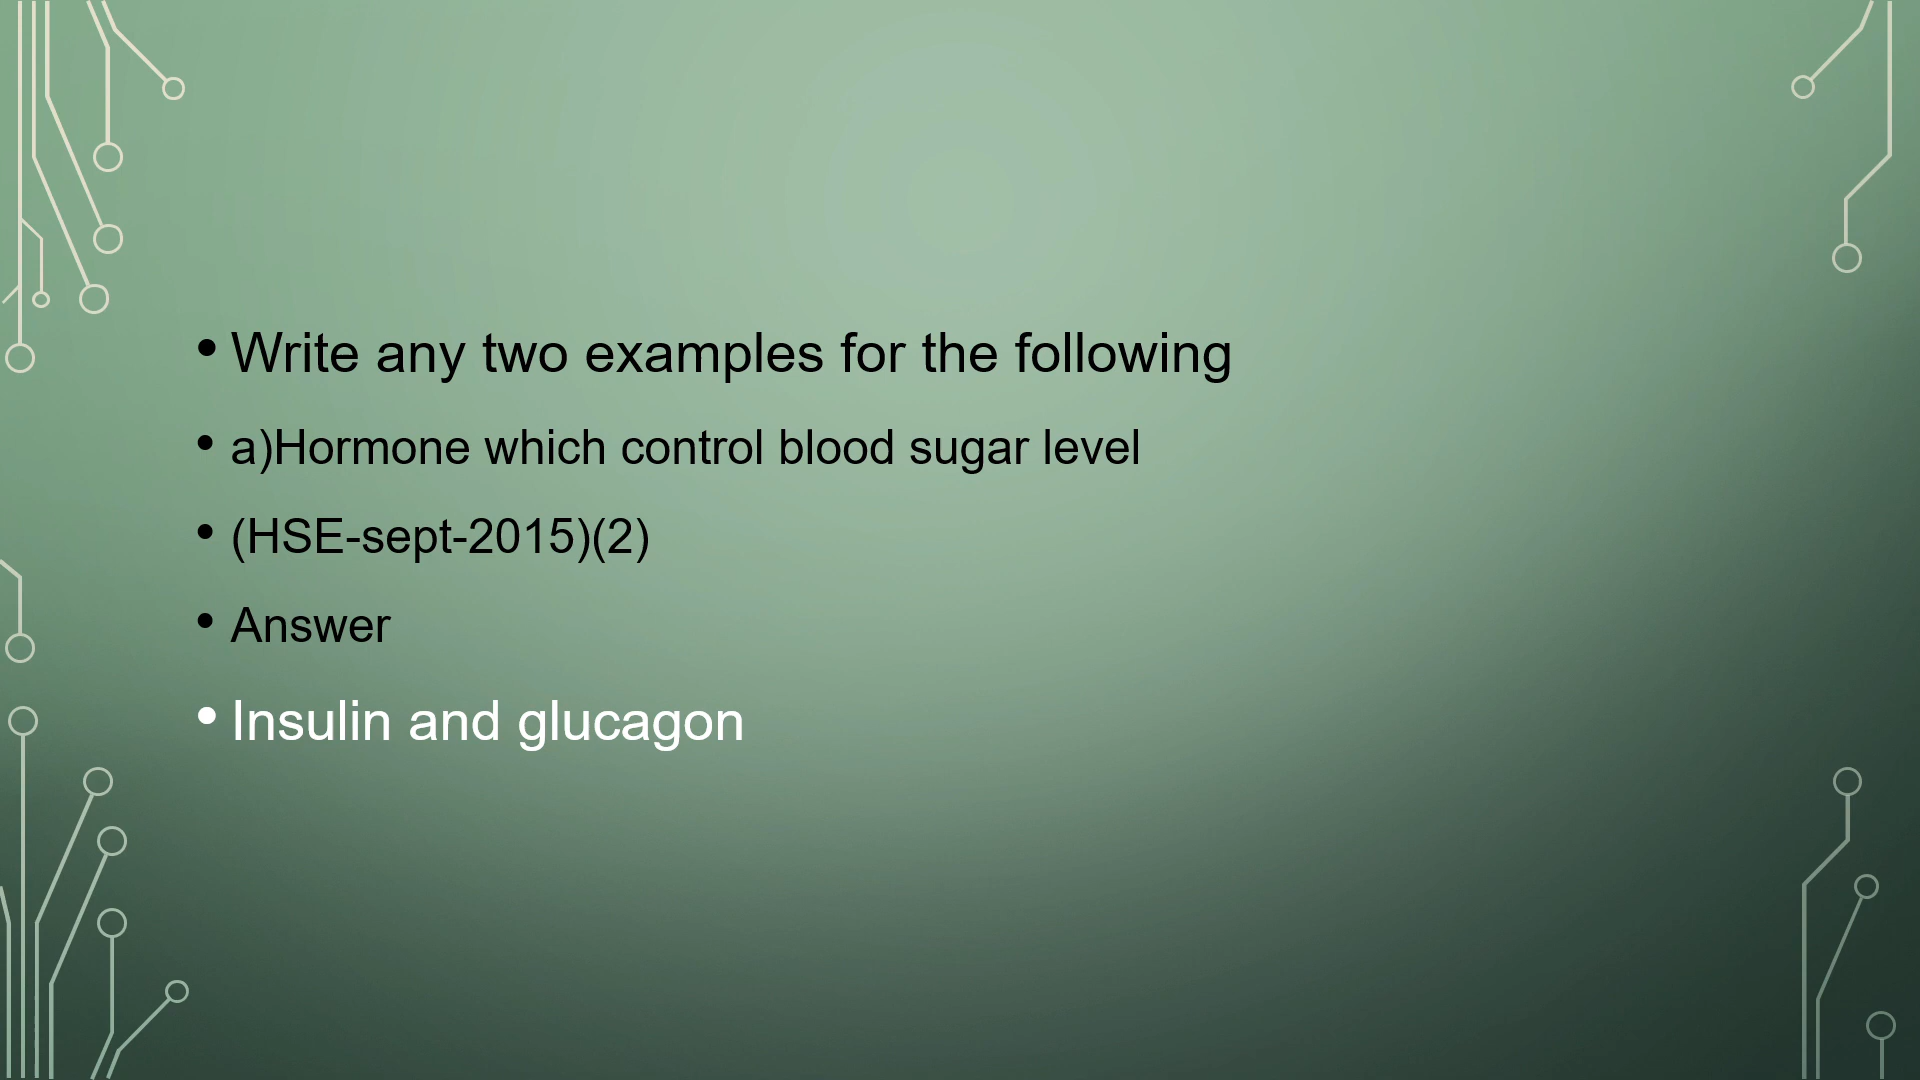 • Write any two examples for the following
• a)Hormone which control blood sugar level
• (HSE-sept-2015)(2)
• Answer
• Insulin and glucagon